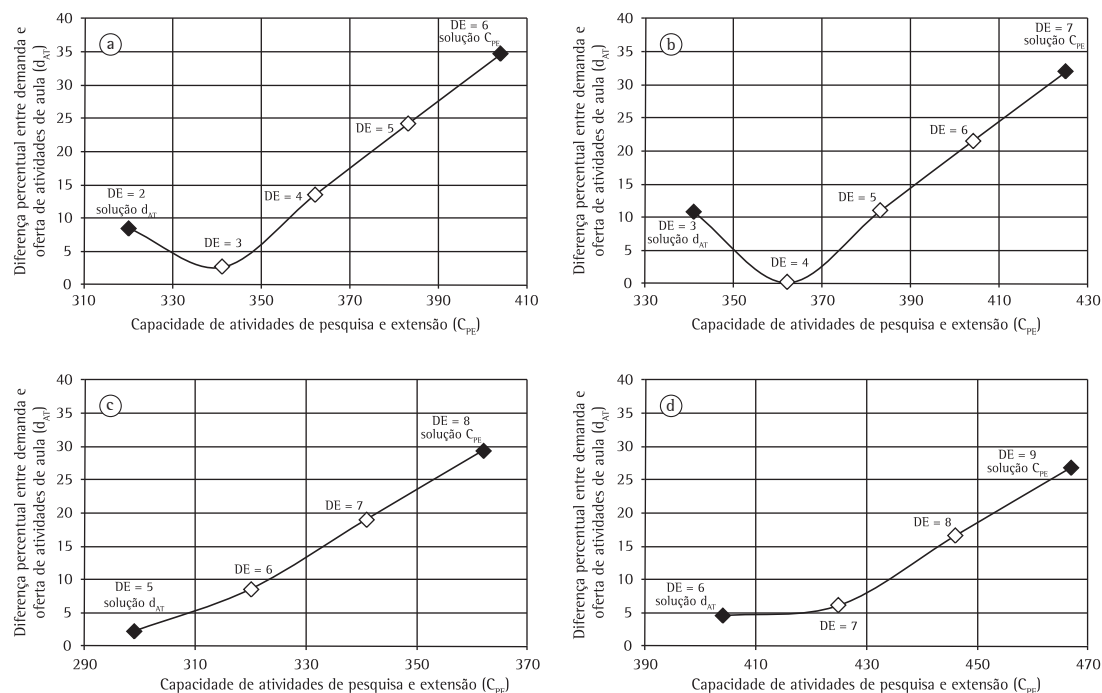 Diferença percentual entre demanda e
oferta de atividades de aula (d_AT)
40
35
30
25
20
15
10
5
0
a
DE = 2
solução d_AT
DE = 3
DE = 4
DE = 5
DE = 6
solução C_PE
310
330
350
370
390
410
Capacidade de atividades de pesquisa e extensão (C_PE)
Diferença percentual entre demanda e
oferta de atividades de aula (d_AT)
40
35
30
25
20
15
10
5
0
b
DE = 3
solução d_AT
DE = 4
DE = 5
DE = 6
DE = 7
solução C_PE
330
350
370
390
410
430
Capacidade de atividades de pesquisa e extensão (C_PE)
Diferença percentual entre demanda e
oferta de atividades de aula (d_AT)
40
35
30
25
20
15
10
5
0
c
DE = 5
solução d_AT
DE = 6
DE = 7
DE = 8
solução C_PE
290
310
330
350
370
Capacidade de atividades de pesquisa e extensão (C_PE)
Diferença percentual entre demanda e
oferta de atividades de aula (d_AT)
40
35
30
25
20
15
10
5
0
d
DE = 6
solução d_AT
DE = 7
DE = 8
DE = 9
solução C_PE
390
410
430
450
470
Capacidade de atividades de pesquisa e extensão (C_PE)